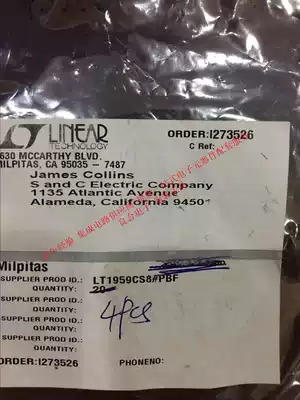 LINEAR
TECHNOLOGY
ORDER:I273526
C Ref:
630 MCCARTHY BLVD.
MILPITAS, CA 95035 - 7487
James Collins
S and C Electric Company
1135 Atlantic Avenue
Alameda, California 9450
Milpitas
SUPPLIER PROD ID.: LT1959CS8#PBF
QUANTITY: 20
SUPPLIER PROD ID.: 4pcs
QUANTITY:
SUPPLIER PROD ID.:
QUANTITY:
ORDER:I273526 PHONENO: